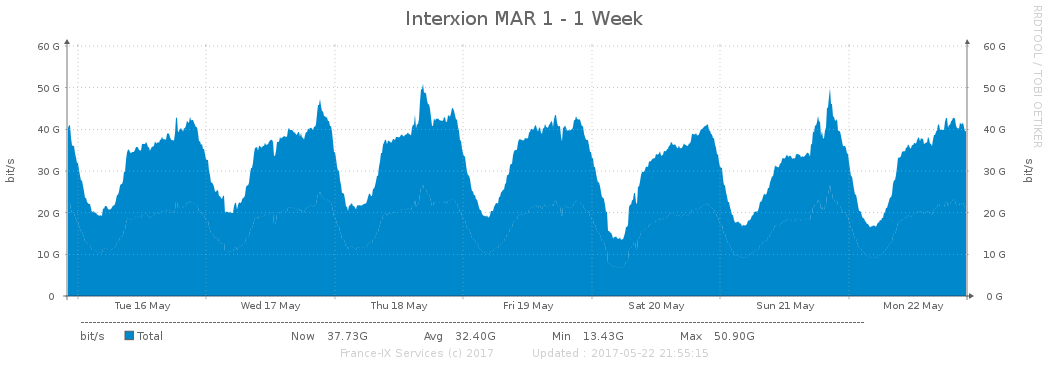 Interxion MAR 1 - 1 Week
RRDTOOL / TOBI OETIKER
60 G 60 G
50 G 50 G
40 G 40 G
30 G 30 G
20 G 20 G
10 G 10 G
0 0 G
bit/s
bit/s
Tue 16 May Wed 17 May Thu 18 May Fri 19 May Sat 20 May Sun 21 May Mon 22 May
bit/s Total Now 37.73G Avg 32.40G Min 13.43G Max 50.90G
France-IX Services (c) 2017 Updated : 2017-05-22 21:55:15